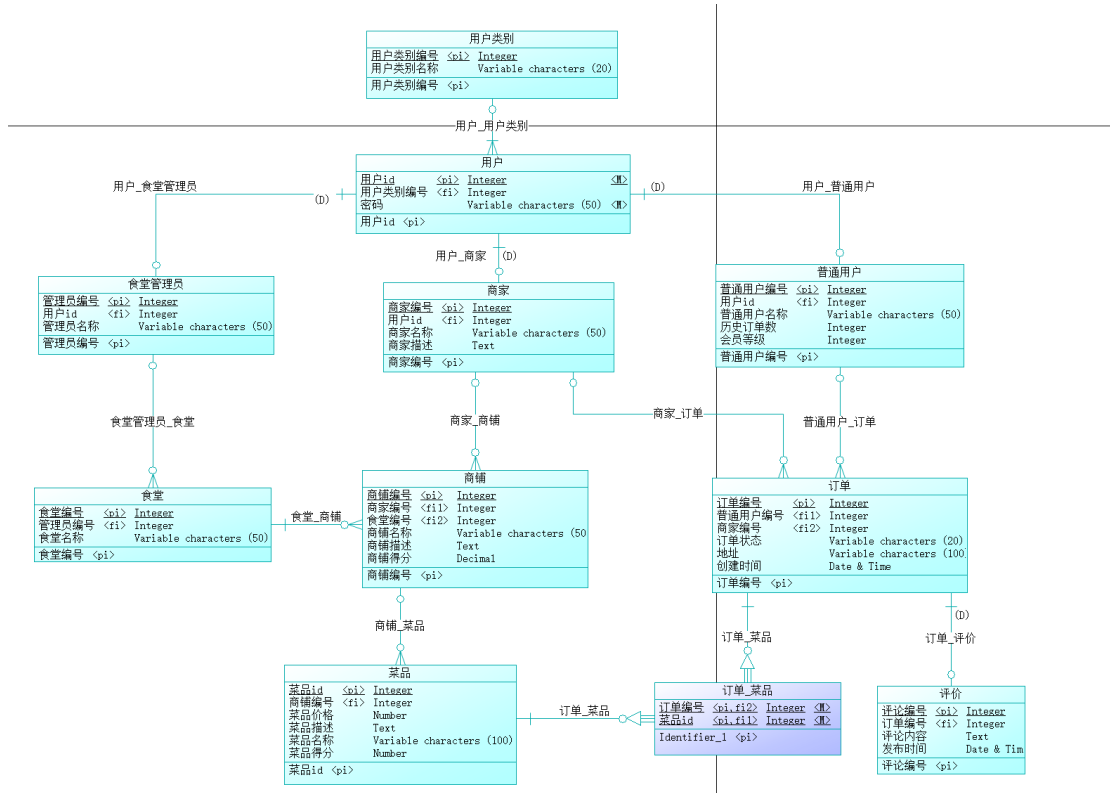 用户类别
用户类别编号 <pi> Integer
用户类别名称 Variable characters (20)
用户类别编号 <pi>
用户_用户类别
用户
用户id <pi> Integer <M>
用户类别编号 <fi> Integer
密码 Variable characters (50) <M>
用户id <pi>
用户_食堂管理员
(D)
(D)
用户_普通用户
用户_商家
(D)
食堂管理员
管理员编号 <pi> Integer
用户id <fi> Integer
管理员名称 Variable characters (50)
管理员编号 <pi>
商家
商家编号 <pi> Integer
用户id <fi> Integer
商家名称 Variable characters (50)
商家描述 Text
商家编号 <pi>
普通用户
普通用户编号 <pi> Integer
用户id <fi> Integer
普通用户名称 Variable characters (50)
历史订单数 Integer
会员等级 Integer
普通用户编号 <pi>
食堂管理员_食堂
商家_商铺
商家_订单
普通用户_订单
食堂
食堂编号 <pi> Integer
管理员编号 <fi> Integer
食堂名称 Variable characters (50)
食堂编号 <pi>
食堂_商铺
商铺
商铺编号 <pi> Integer
商家编号 <fi1> Integer
食堂编号 <fi2> Integer
商铺名称 Variable characters (50
商铺描述 Text
商铺得分 Decimal
商铺编号 <pi>
订单
订单编号 <pi> Integer
普通用户编号 <fi1> Integer
商家编号 <fi2> Integer
订单状态 Variable characters (20)
地址 Variable characters (100)
创建时间 Date & Time
订单编号 <pi>
商铺_菜品
订单_菜品
(D)
订单_评价
菜品
菜品id <pi> Integer
商铺编号 <fi> Integer
菜品价格 Number
菜品描述 Text
菜品名称 Variable characters (100)
菜品得分 Number
菜品id <pi>
订单_菜品
订单_菜品
订单编号 <pi,fi2> Integer <M>
菜品id <pi,fi1> Integer <M>
Identifier_1 <pi>
评价
评论编号 <pi> Integer
订单编号 <fi> Integer
评论内容 Text
发布时间 Date & Tim
评论编号 <pi>